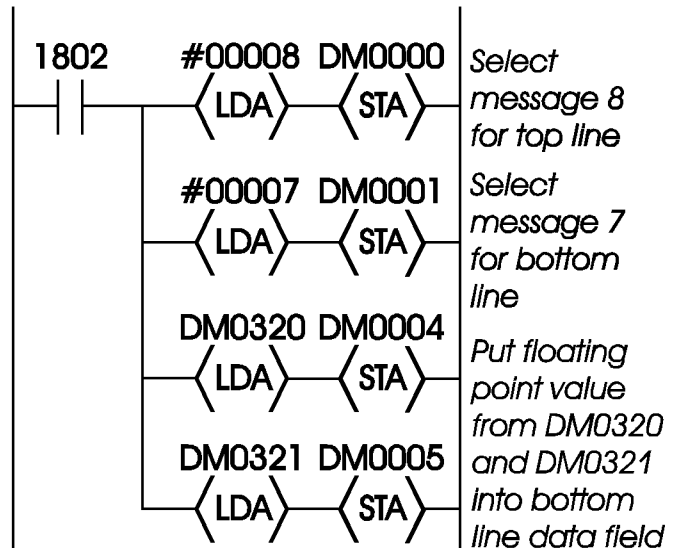 1802 #00008 DM0000
LDA STA
Select
message 8
for top line
#00007 DM0001
LDA STA
Select
message 7
for bottom
line
DM0320 DM0004
LDA STA
DM0321 DM0005
LDA STA
Put floating
point value
from DM0320
and DM0321
into bottom
line data field